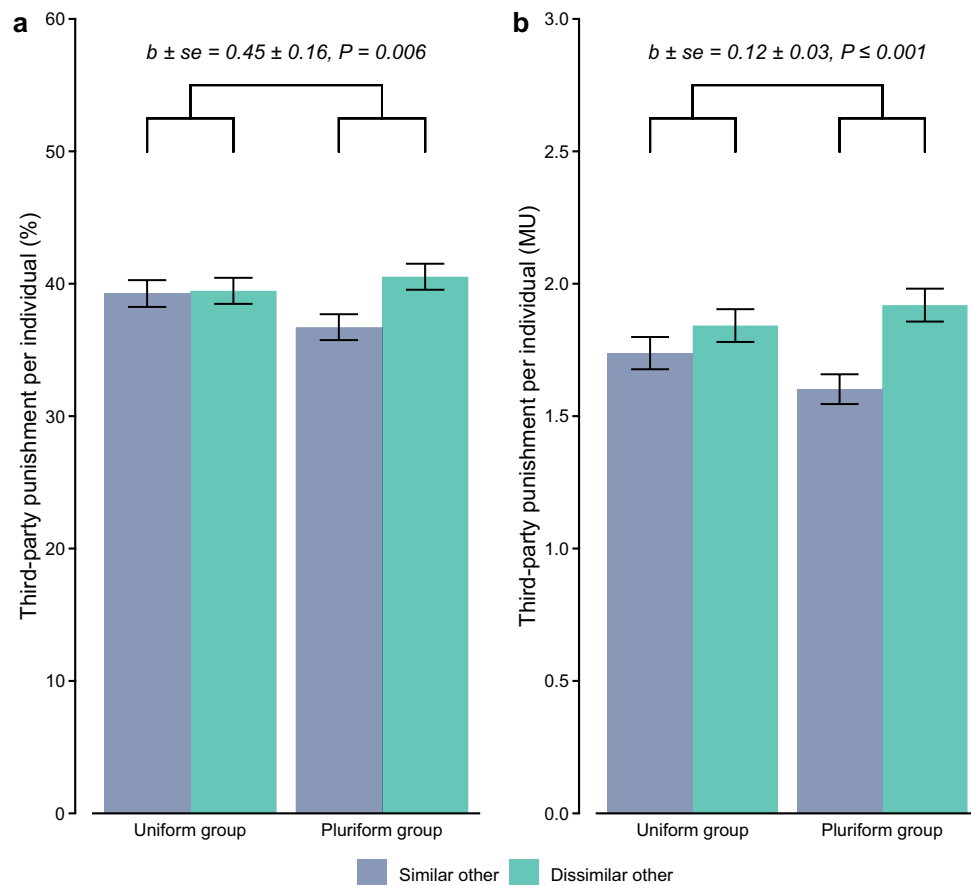 a
b ± se = 0.45 ± 0.16, P = 0.006
Third-party punishment per individual (%)
60
50
40
30
20
10
0
Uniform group
Pluriform group
b
b ± se = 0.12 ± 0.03, P ≤ 0.001
Third-party punishment per individual (MU)
3.0
2.5
2.0
1.5
1.0
0.5
0.0
Uniform group
Pluriform group
Similar other
Dissimilar other